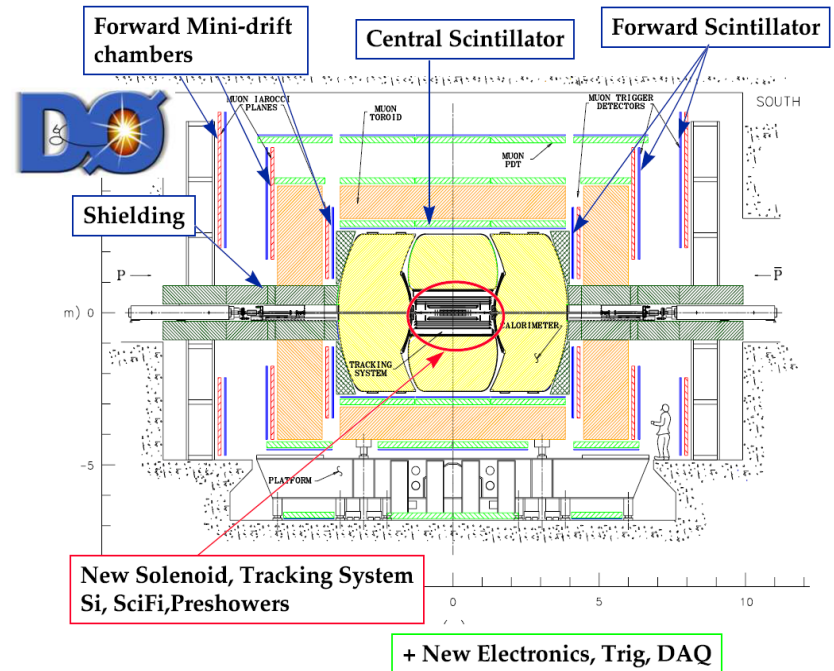 Forward Mini-drift
chambers
Central Scintillator
Forward Scintillator
DØ
MUON IAROCCI
PLANES
MUON
TOROID
MUON TRIGGER
DETECTORS
SOUTH
MUON
PDT
Shielding
P
P̅
m) 0
CALORIMETER
TRACKING
SYSTEM
-5
PLATFORM
New Solenoid, Tracking System
Si, SciFi,Preshowers
0
5
10
+ New Electronics, Trig, DAQ